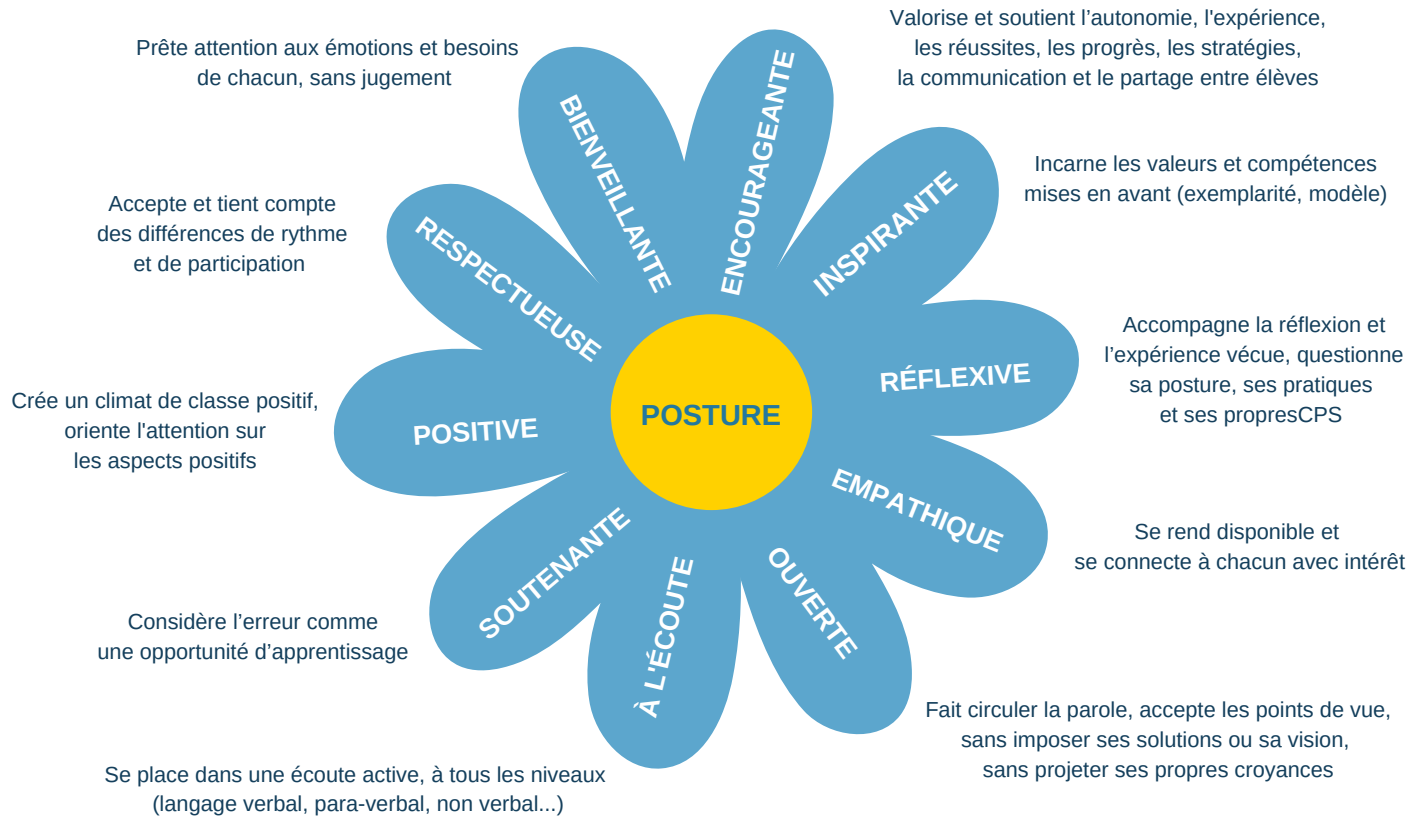 Valorise et soutient l’autonomie, l'expérience,
les réussites, les progrès, les stratégies,
la communication et le partage entre élèves
ENCOURAGEANTE
Incarne les valeurs et compétences
mises en avant (exemplarité, modèle)
INSPIRANTE
Accompagne la réflexion et
l’expérience vécue, questionne
sa posture, ses pratiques
et ses propresCPS
RÉFLEXIVE
Se rend disponible et
se connecte à chacun avec intérêt
EMPATHIQUE
Fait circuler la parole, accepte les points de vue,
sans imposer ses solutions ou sa vision,
sans projeter ses propres croyances
OUVERTE
Se place dans une écoute active, à tous les niveaux
(langage verbal, para-verbal, non verbal...)
À L'ÉCOUTE
Considère l’erreur comme
une opportunité d’apprentissage
SOUTENANTE
Crée un climat de classe positif,
oriente l'attention sur
les aspects positifs
POSITIVE
Accepte et tient compte
des différences de rythme
et de participation
RESPECTUEUSE
Prête attention aux émotions et besoins
de chacun, sans jugement
BIENVEILLANTE
POSTURE